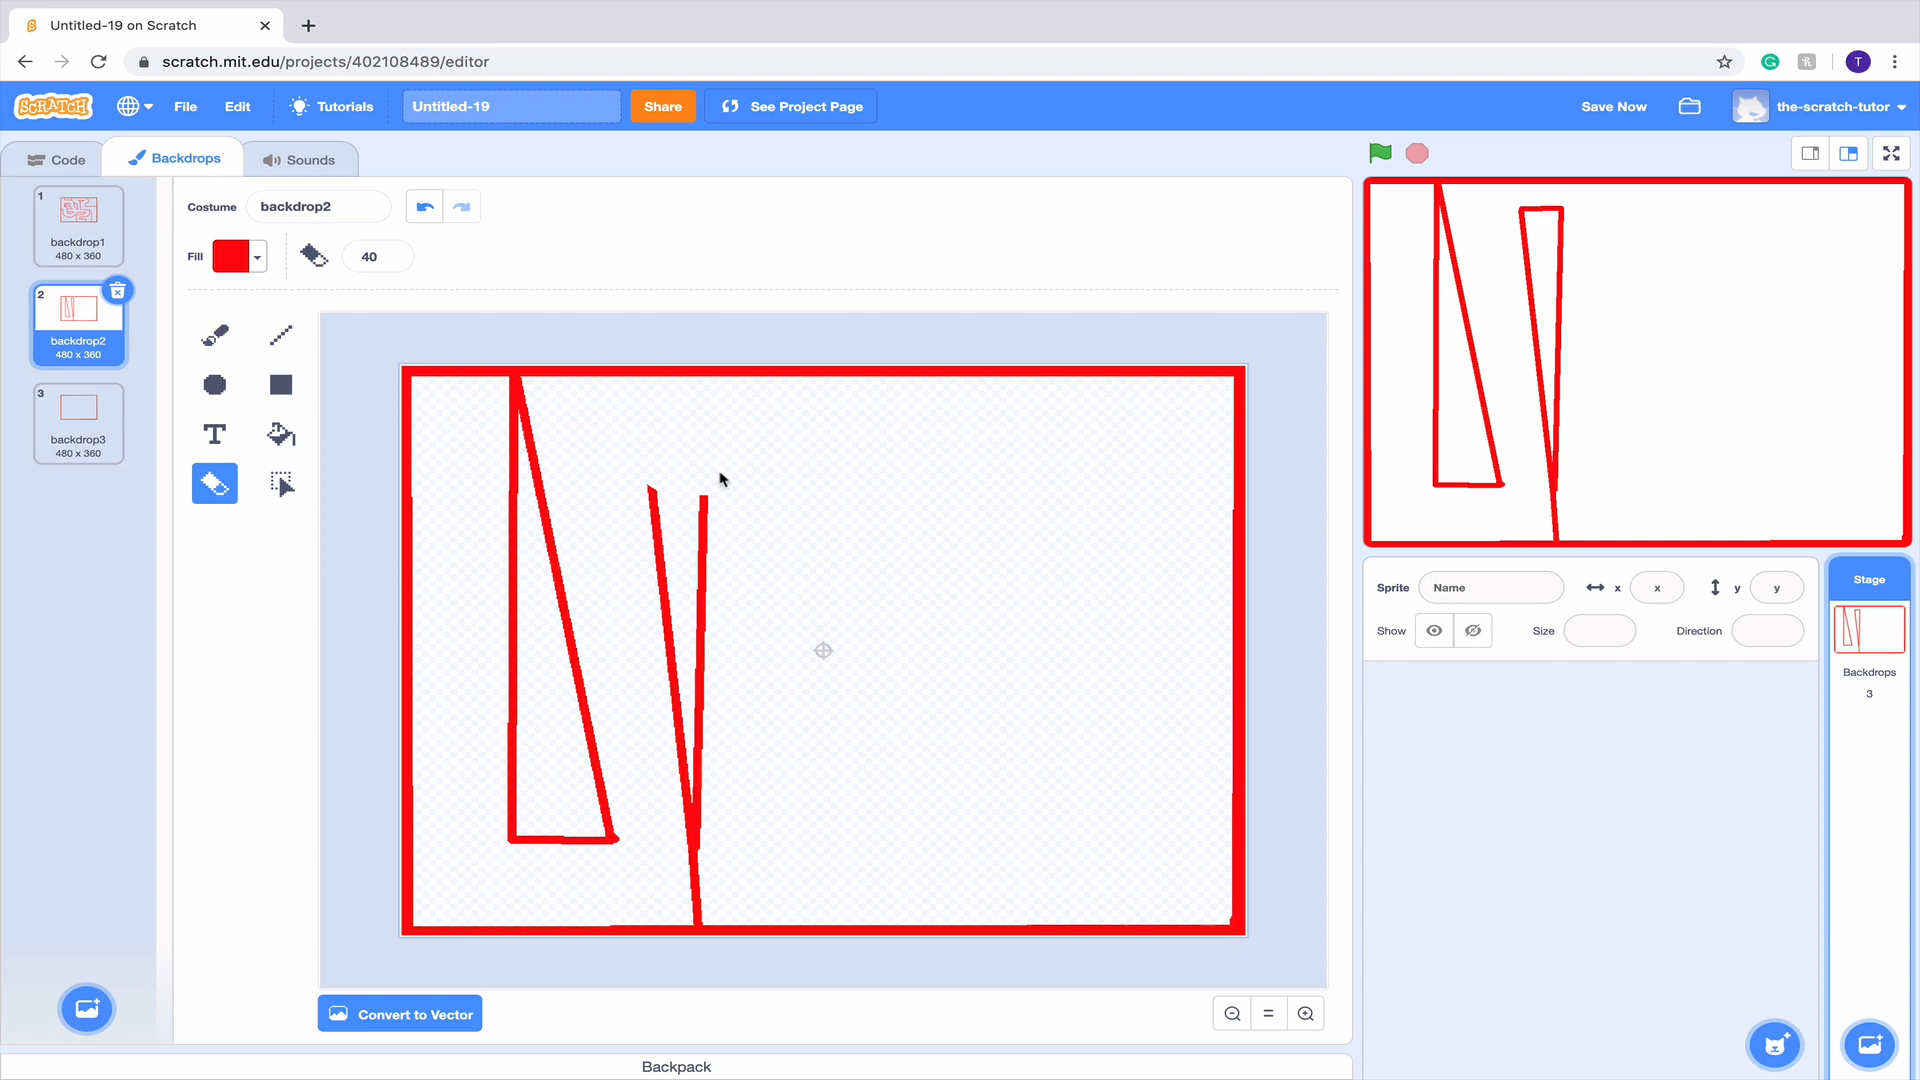 Untitled-19 on Scratch
scratch.mit.edu/projects/402108489/editor
T
SCRATCH
File
Edit
Tutorials
Untitled-19
Share
See Project Page
Save Now
the-scratch-tutor
Code
Backdrops
Sounds
1
backdrop1
480 x 360
2
backdrop2
480 x 360
3
backdrop3
480 x 360
Costume
backdrop2
Fill
40
T
Convert to Vector
Backpack
Sprite
Name
x
x
y
y
Show
Size
Direction
Stage
Backdrops
3